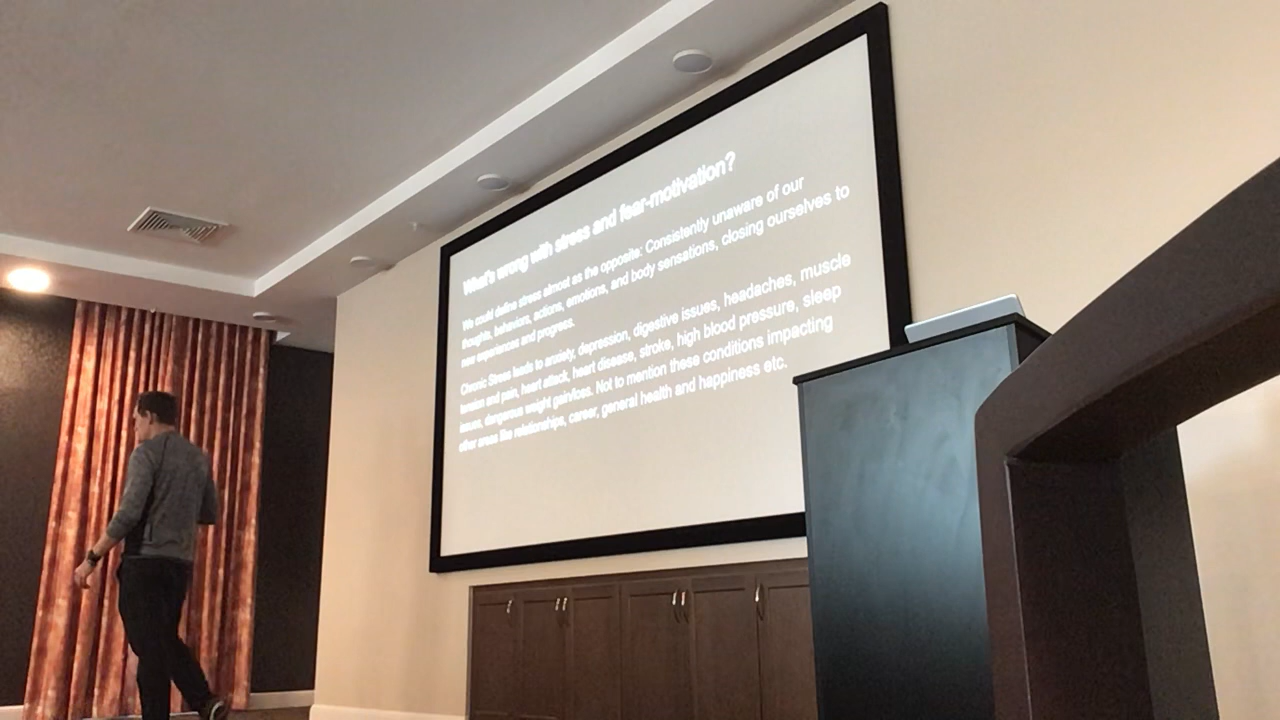 What's wrong with stress and fear-motivation?
We could define stress almost as the opposite: Consistently unaware of our
thoughts, behaviors, actions, emotions, and body sensations, closing ourselves to
new experiences and progress.
Chronic Stress leads to anxiety, depression, digestive issues, headaches, muscle
tension and pain, heart attack, heart disease, stroke, high blood pressure, sleep
issues, dangerous weight gain/loss. Not to mention these conditions impacting
other areas like relationships, career, general health and happiness etc.